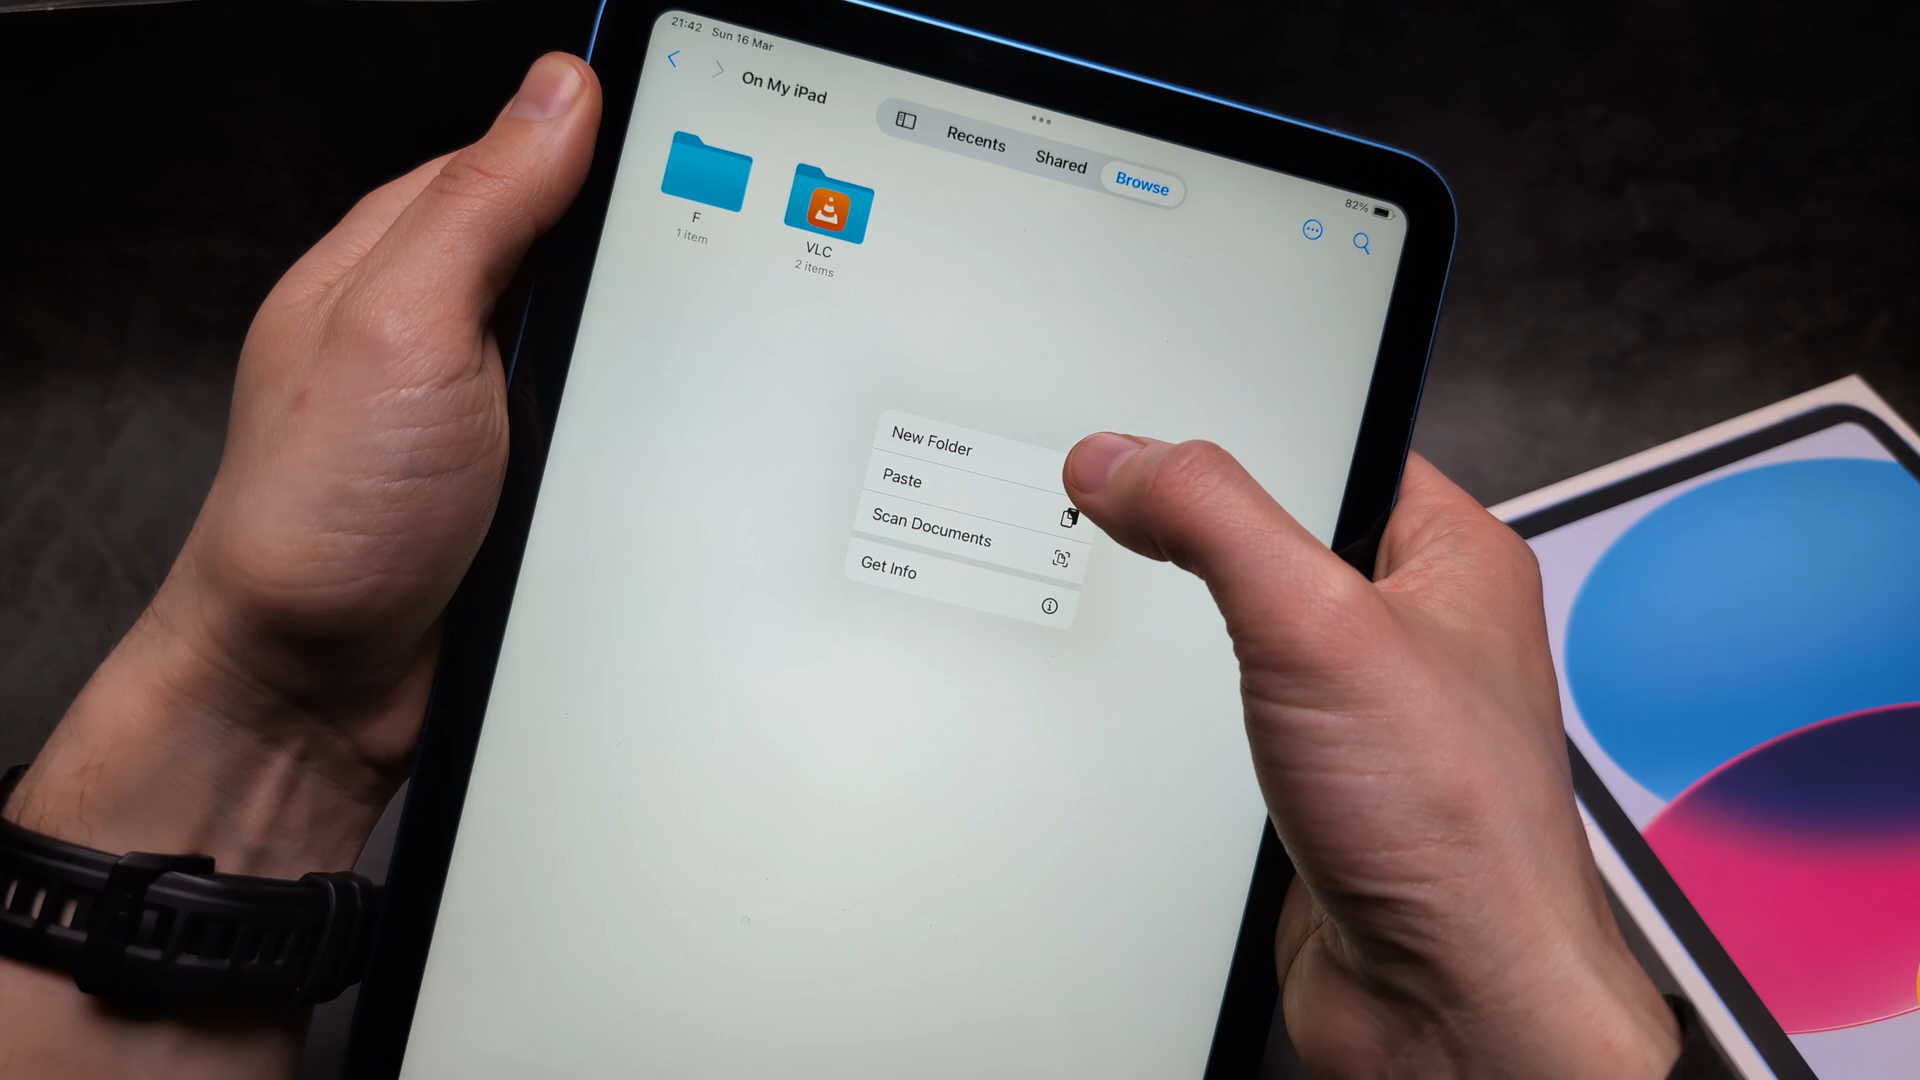 21:42 Sun 16 Mar
82%
On My iPad
Recents Shared Browse
F
1 item
VLC
2 items
New Folder
Paste
Scan Documents
Get Info